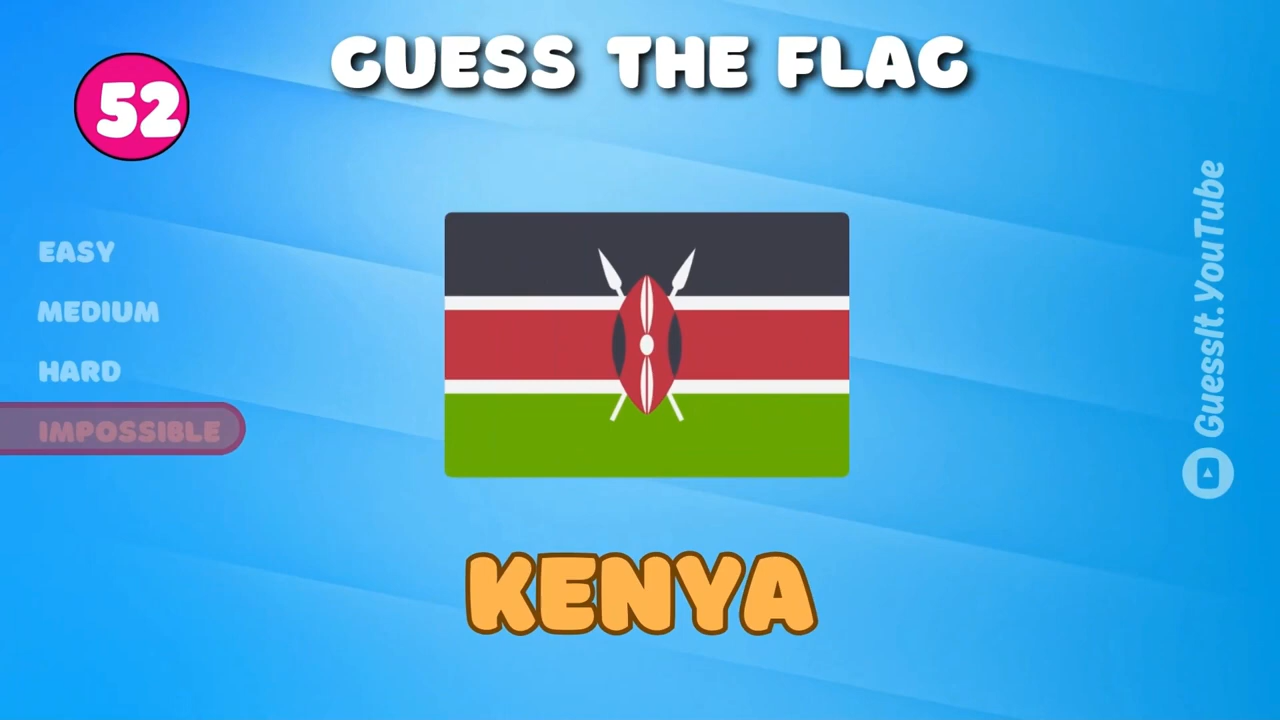 GUESS THE FLAG
52
EASY
MEDIUM
HARD
IMPOSSIBLE
KENYA
GuessIt.YouTube